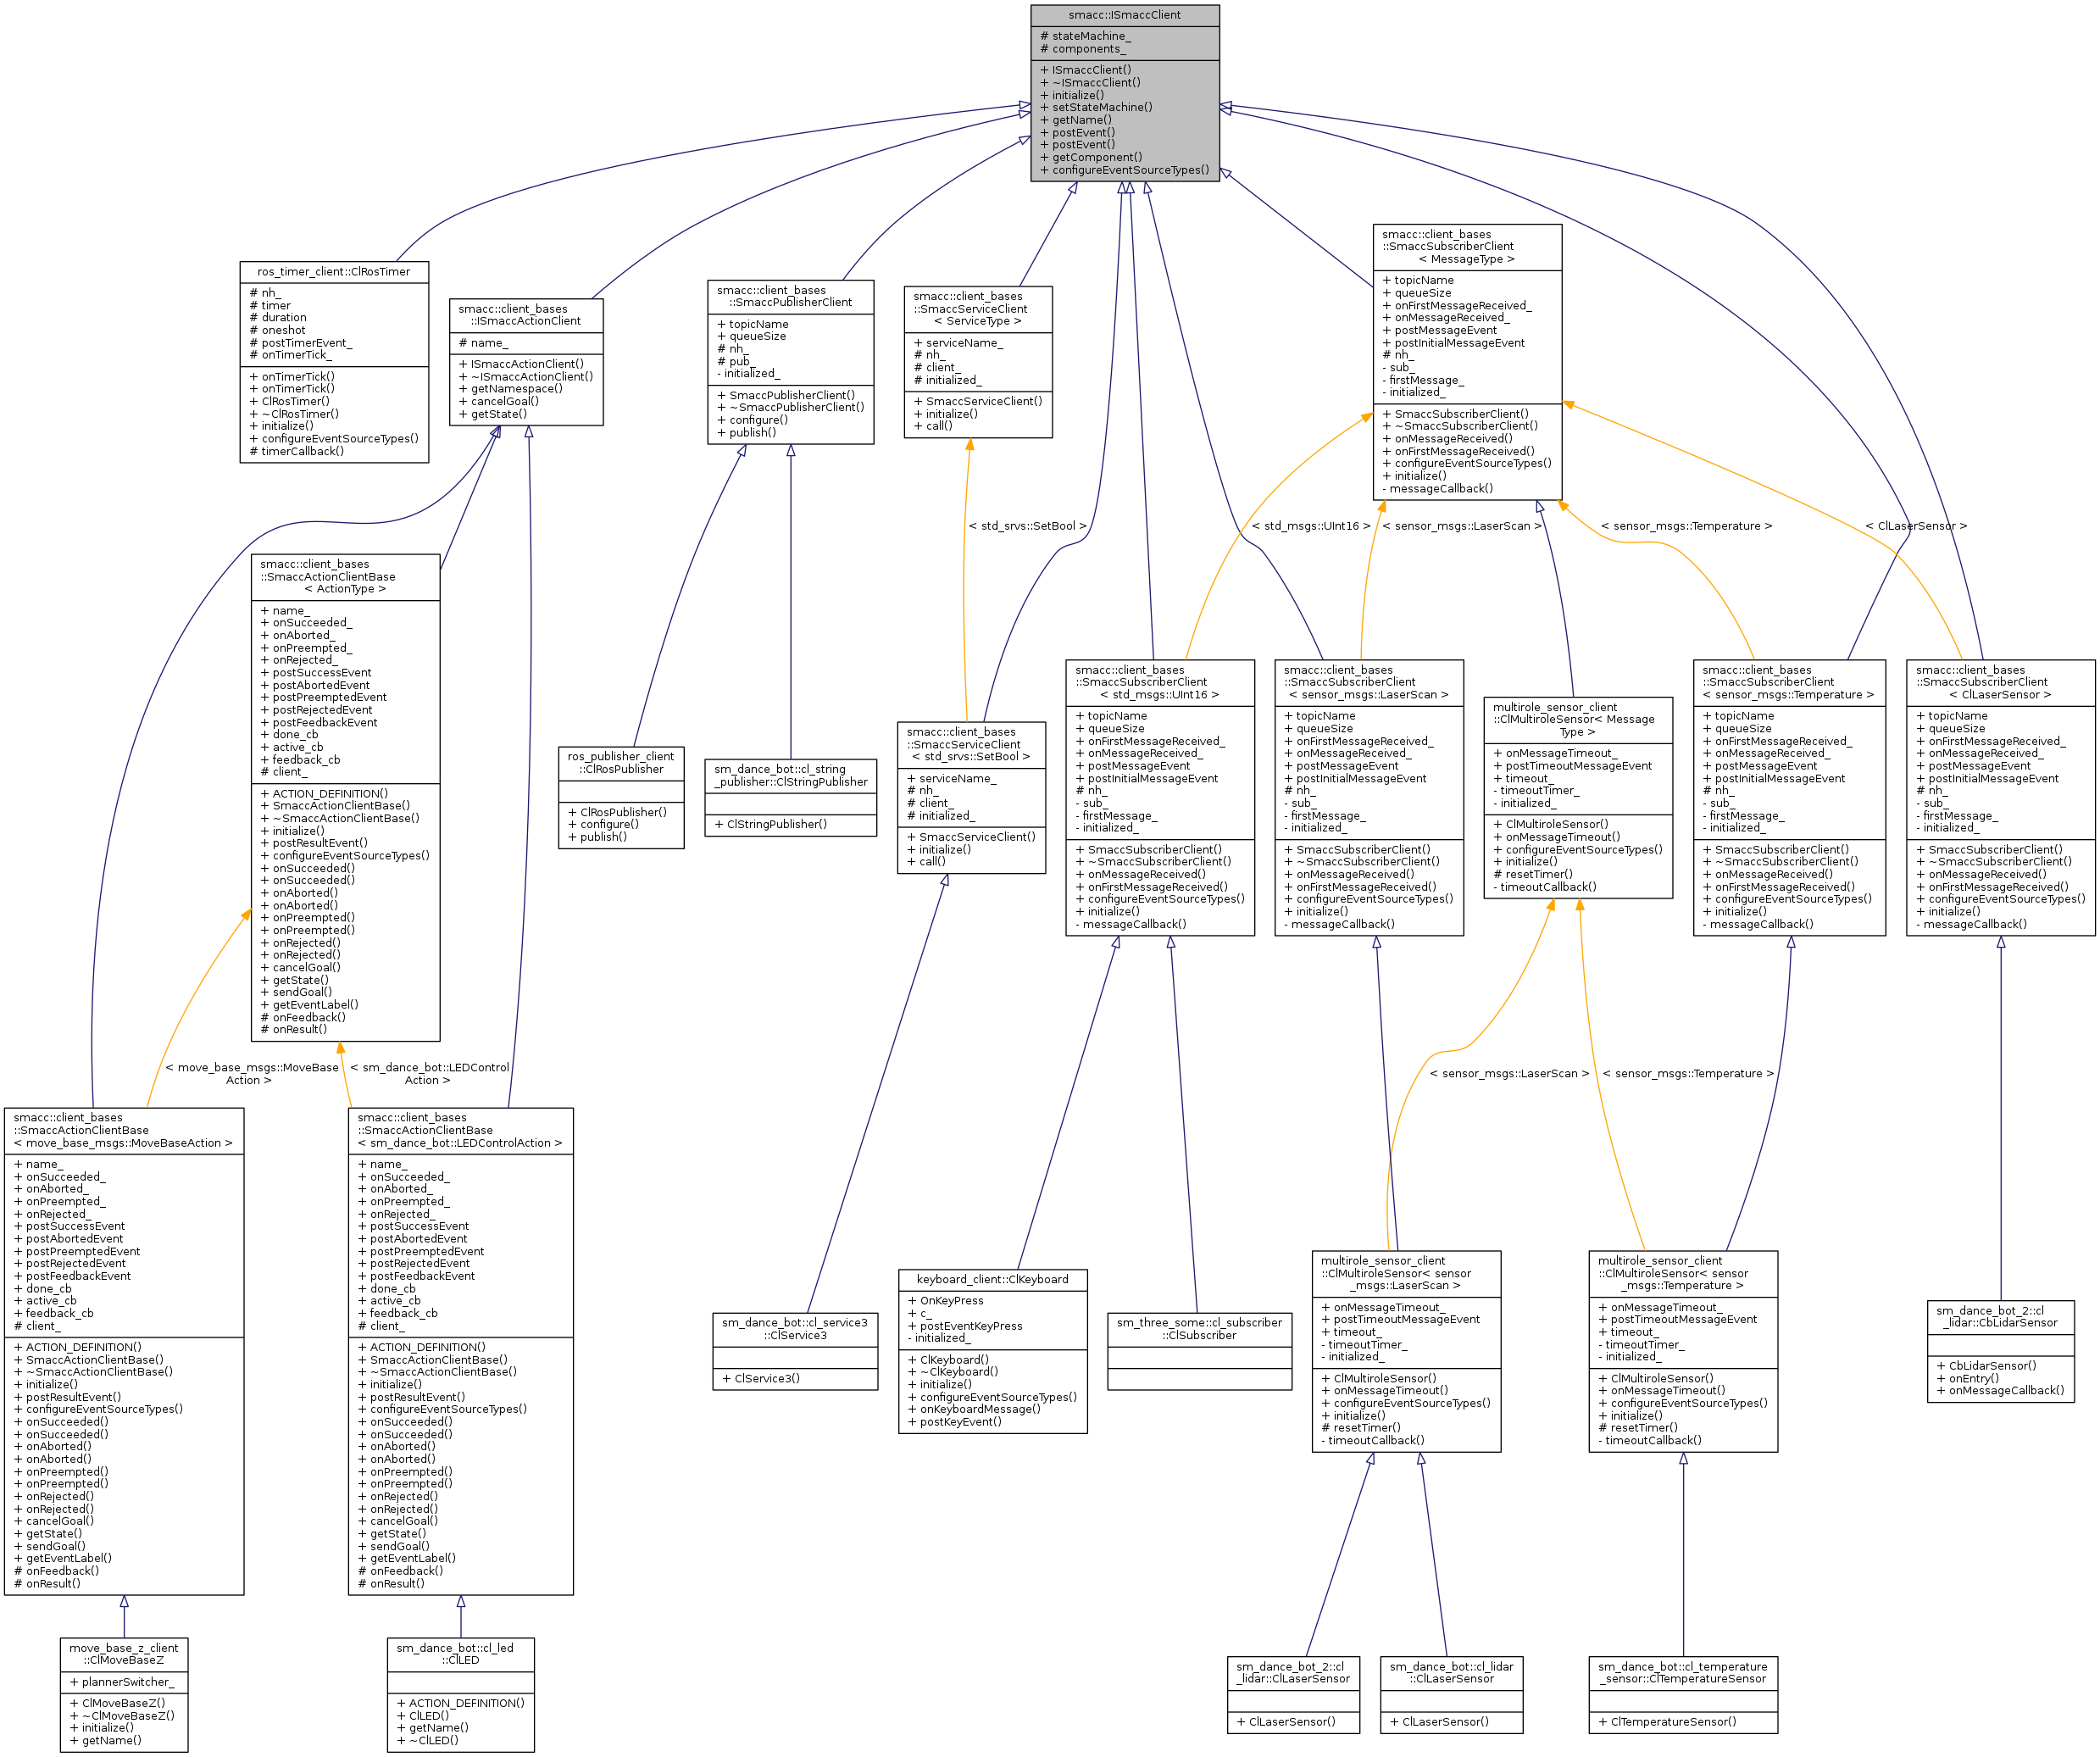 smacc::ISmaccClient
# stateMachine_
# components_
+ ISmaccClient()
+ ~ISmaccClient()
+ initialize()
+ setStateMachine()
+ getName()
+ postEvent()
+ postEvent()
+ getComponent()
+ configureEventSourceTypes()
ros_timer_client::ClRosTimer
# nh_
# timer
# duration
# oneshot
# postTimerEvent_
# onTimerTick_
+ onTimerTick()
+ onTimerTick()
+ ClRosTimer()
+ ~ClRosTimer()
+ initialize()
+ configureEventSourceTypes()
# timerCallback()
smacc::client_bases
::ISmaccActionClient
# name_
+ ISmaccActionClient()
+ ~ISmaccActionClient()
+ getNamespace()
+ cancelGoal()
+ getState()
smacc::client_bases
::SmaccPublisherClient
+ topicName
+ queueSize
# nh_
# pub_
- initialized_
+ SmaccPublisherClient()
+ ~SmaccPublisherClient()
+ configure()
+ publish()
smacc::client_bases
::SmaccServiceClient
< ServiceType >
+ serviceName_
# nh_
# client_
# initialized_
+ SmaccServiceClient()
+ initialize()
+ call()
smacc::client_bases
::SmaccSubscriberClient
< MessageType >
+ topicName
+ queueSize
+ onFirstMessageReceived_
+ onMessageReceived_
+ postMessageEvent
+ postInitialMessageEvent
# nh_
- sub_
- firstMessage_
- initialized_
+ SmaccSubscriberClient()
+ ~SmaccSubscriberClient()
+ onMessageReceived()
+ onFirstMessageReceived()
+ configureEventSourceTypes()
+ initialize()
- messageCallback()
< std_srvs::SetBool >
< std_msgs::UInt16 >
< sensor_msgs::LaserScan >
< sensor_msgs::Temperature >
< ClLaserSensor >
smacc::client_bases
::SmaccActionClientBase
< ActionType >
+ name_
+ onSucceeded_
+ onAborted_
+ onPreempted_
+ onRejected_
+ postSuccessEvent
+ postAbortedEvent
+ postPreemptedEvent
+ postRejectedEvent
+ postFeedbackEvent
+ done_cb
+ active_cb
+ feedback_cb
# client_
+ ACTION_DEFINITION()
+ SmaccActionClientBase()
+ ~SmaccActionClientBase()
+ initialize()
+ postResultEvent()
+ configureEventSourceTypes()
+ onSucceeded()
+ onSucceeded()
+ onAborted()
+ onAborted()
+ onPreempted()
+ onPreempted()
+ onRejected()
+ onRejected()
+ cancelGoal()
+ getState()
+ sendGoal()
+ getEventLabel()
# onFeedback()
# onResult()
ros_publisher_client
::ClRosPublisher
+ ClRosPublisher()
+ configure()
+ publish()
sm_dance_bot::cl_string
_publisher::ClStringPublisher
+ ClStringPublisher()
smacc::client_bases
::SmaccServiceClient
< std_srvs::SetBool >
+ serviceName_
# nh_
# client_
# initialized_
+ SmaccServiceClient()
+ initialize()
+ call()
smacc::client_bases
::SmaccSubscriberClient
< std_msgs::UInt16 >
+ topicName
+ queueSize
+ onFirstMessageReceived_
+ onMessageReceived_
+ postMessageEvent
+ postInitialMessageEvent
# nh_
- sub_
- firstMessage_
- initialized_
+ SmaccSubscriberClient()
+ ~SmaccSubscriberClient()
+ onMessageReceived()
+ onFirstMessageReceived()
+ configureEventSourceTypes()
+ initialize()
- messageCallback()
smacc::client_bases
::SmaccSubscriberClient
< sensor_msgs::LaserScan >
+ topicName
+ queueSize
+ onFirstMessageReceived_
+ onMessageReceived_
+ postMessageEvent
+ postInitialMessageEvent
# nh_
- sub_
- firstMessage_
- initialized_
+ SmaccSubscriberClient()
+ ~SmaccSubscriberClient()
+ onMessageReceived()
+ onFirstMessageReceived()
+ configureEventSourceTypes()
+ initialize()
- messageCallback()
multirole_sensor_client
::ClMultiroleSensor< Message
Type >
+ onMessageTimeout_
+ postTimeoutMessageEvent
+ timeout_
- timeoutTimer_
- initialized_
+ ClMultiroleSensor()
+ onMessageTimeout()
+ configureEventSourceTypes()
+ initialize()
# resetTimer()
- timeoutCallback()
smacc::client_bases
::SmaccSubscriberClient
< sensor_msgs::Temperature >
+ topicName
+ queueSize
+ onFirstMessageReceived_
+ onMessageReceived_
+ postMessageEvent
+ postInitialMessageEvent
# nh_
- sub_
- firstMessage_
- initialized_
+ SmaccSubscriberClient()
+ ~SmaccSubscriberClient()
+ onMessageReceived()
+ onFirstMessageReceived()
+ configureEventSourceTypes()
+ initialize()
- messageCallback()
smacc::client_bases
::SmaccSubscriberClient
< ClLaserSensor >
+ topicName
+ queueSize
+ onFirstMessageReceived_
+ onMessageReceived_
+ postMessageEvent
+ postInitialMessageEvent
# nh_
- sub_
- firstMessage_
- initialized_
+ SmaccSubscriberClient()
+ ~SmaccSubscriberClient()
+ onMessageReceived()
+ onFirstMessageReceived()
+ configureEventSourceTypes()
+ initialize()
- messageCallback()
< move_base_msgs::MoveBase
Action >
< sm_dance_bot::LEDControl
Action >
< sensor_msgs::LaserScan >
< sensor_msgs::Temperature >
smacc::client_bases
::SmaccActionClientBase
< move_base_msgs::MoveBaseAction >
+ name_
+ onSucceeded_
+ onAborted_
+ onPreempted_
+ onRejected_
+ postSuccessEvent
+ postAbortedEvent
+ postPreemptedEvent
+ postRejectedEvent
+ postFeedbackEvent
+ done_cb
+ active_cb
+ feedback_cb
# client_
+ ACTION_DEFINITION()
+ SmaccActionClientBase()
+ ~SmaccActionClientBase()
+ initialize()
+ postResultEvent()
+ configureEventSourceTypes()
+ onSucceeded()
+ onSucceeded()
+ onAborted()
+ onAborted()
+ onPreempted()
+ onPreempted()
+ onRejected()
+ onRejected()
+ cancelGoal()
+ getState()
+ sendGoal()
+ getEventLabel()
# onFeedback()
# onResult()
smacc::client_bases
::SmaccActionClientBase
< sm_dance_bot::LEDControlAction >
+ name_
+ onSucceeded_
+ onAborted_
+ onPreempted_
+ onRejected_
+ postSuccessEvent
+ postAbortedEvent
+ postPreemptedEvent
+ postRejectedEvent
+ postFeedbackEvent
+ done_cb
+ active_cb
+ feedback_cb
# client_
+ ACTION_DEFINITION()
+ SmaccActionClientBase()
+ ~SmaccActionClientBase()
+ initialize()
+ postResultEvent()
+ configureEventSourceTypes()
+ onSucceeded()
+ onSucceeded()
+ onAborted()
+ onAborted()
+ onPreempted()
+ onPreempted()
+ onRejected()
+ onRejected()
+ cancelGoal()
+ getState()
+ sendGoal()
+ getEventLabel()
# onFeedback()
# onResult()
sm_dance_bot::cl_service3
::ClService3
+ ClService3()
keyboard_client::ClKeyboard
+ OnKeyPress
+ c_
+ postEventKeyPress
- initialized_
+ ClKeyboard()
+ ~ClKeyboard()
+ initialize()
+ configureEventSourceTypes()
+ onKeyboardMessage()
+ postKeyEvent()
sm_three_some::cl_subscriber
::ClSubscriber
multirole_sensor_client
::ClMultiroleSensor< sensor
_msgs::LaserScan >
+ onMessageTimeout_
+ postTimeoutMessageEvent
+ timeout_
- timeoutTimer_
- initialized_
+ ClMultiroleSensor()
+ onMessageTimeout()
+ configureEventSourceTypes()
+ initialize()
# resetTimer()
- timeoutCallback()
multirole_sensor_client
::ClMultiroleSensor< sensor
_msgs::Temperature >
+ onMessageTimeout_
+ postTimeoutMessageEvent
+ timeout_
- timeoutTimer_
- initialized_
+ ClMultiroleSensor()
+ onMessageTimeout()
+ configureEventSourceTypes()
+ initialize()
# resetTimer()
- timeoutCallback()
sm_dance_bot_2::cl
_lidar::CbLidarSensor
+ CbLidarSensor()
+ onEntry()
+ onMessageCallback()
move_base_z_client
::ClMoveBaseZ
+ plannerSwitcher_
+ ClMoveBaseZ()
+ ~ClMoveBaseZ()
+ initialize()
+ getName()
sm_dance_bot::cl_led
::ClLED
+ ACTION_DEFINITION()
+ ClLED()
+ getName()
+ ~ClLED()
sm_dance_bot_2::cl
_lidar::ClLaserSensor
+ ClLaserSensor()
sm_dance_bot::cl_lidar
::ClLaserSensor
+ ClLaserSensor()
sm_dance_bot::cl_temperature
_sensor::ClTemperatureSensor
+ ClTemperatureSensor()